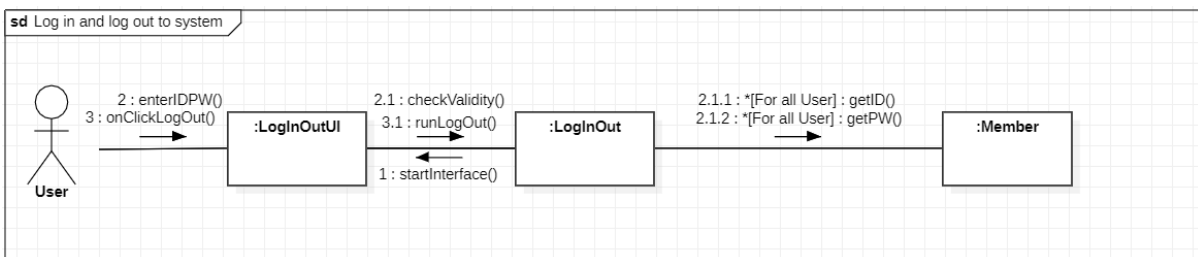 sd Log in and log out to system
2 : enterIDPW()
3 : onClickLogOut()
2.1 : checkValidity()
3.1 : runLogOut()
2.1.1 : *[For all User] : getID()
2.1.2 : *[For all User] : getPW()
:LogInOutUI
:LogInOut
:Member
1 : startInterface()
User